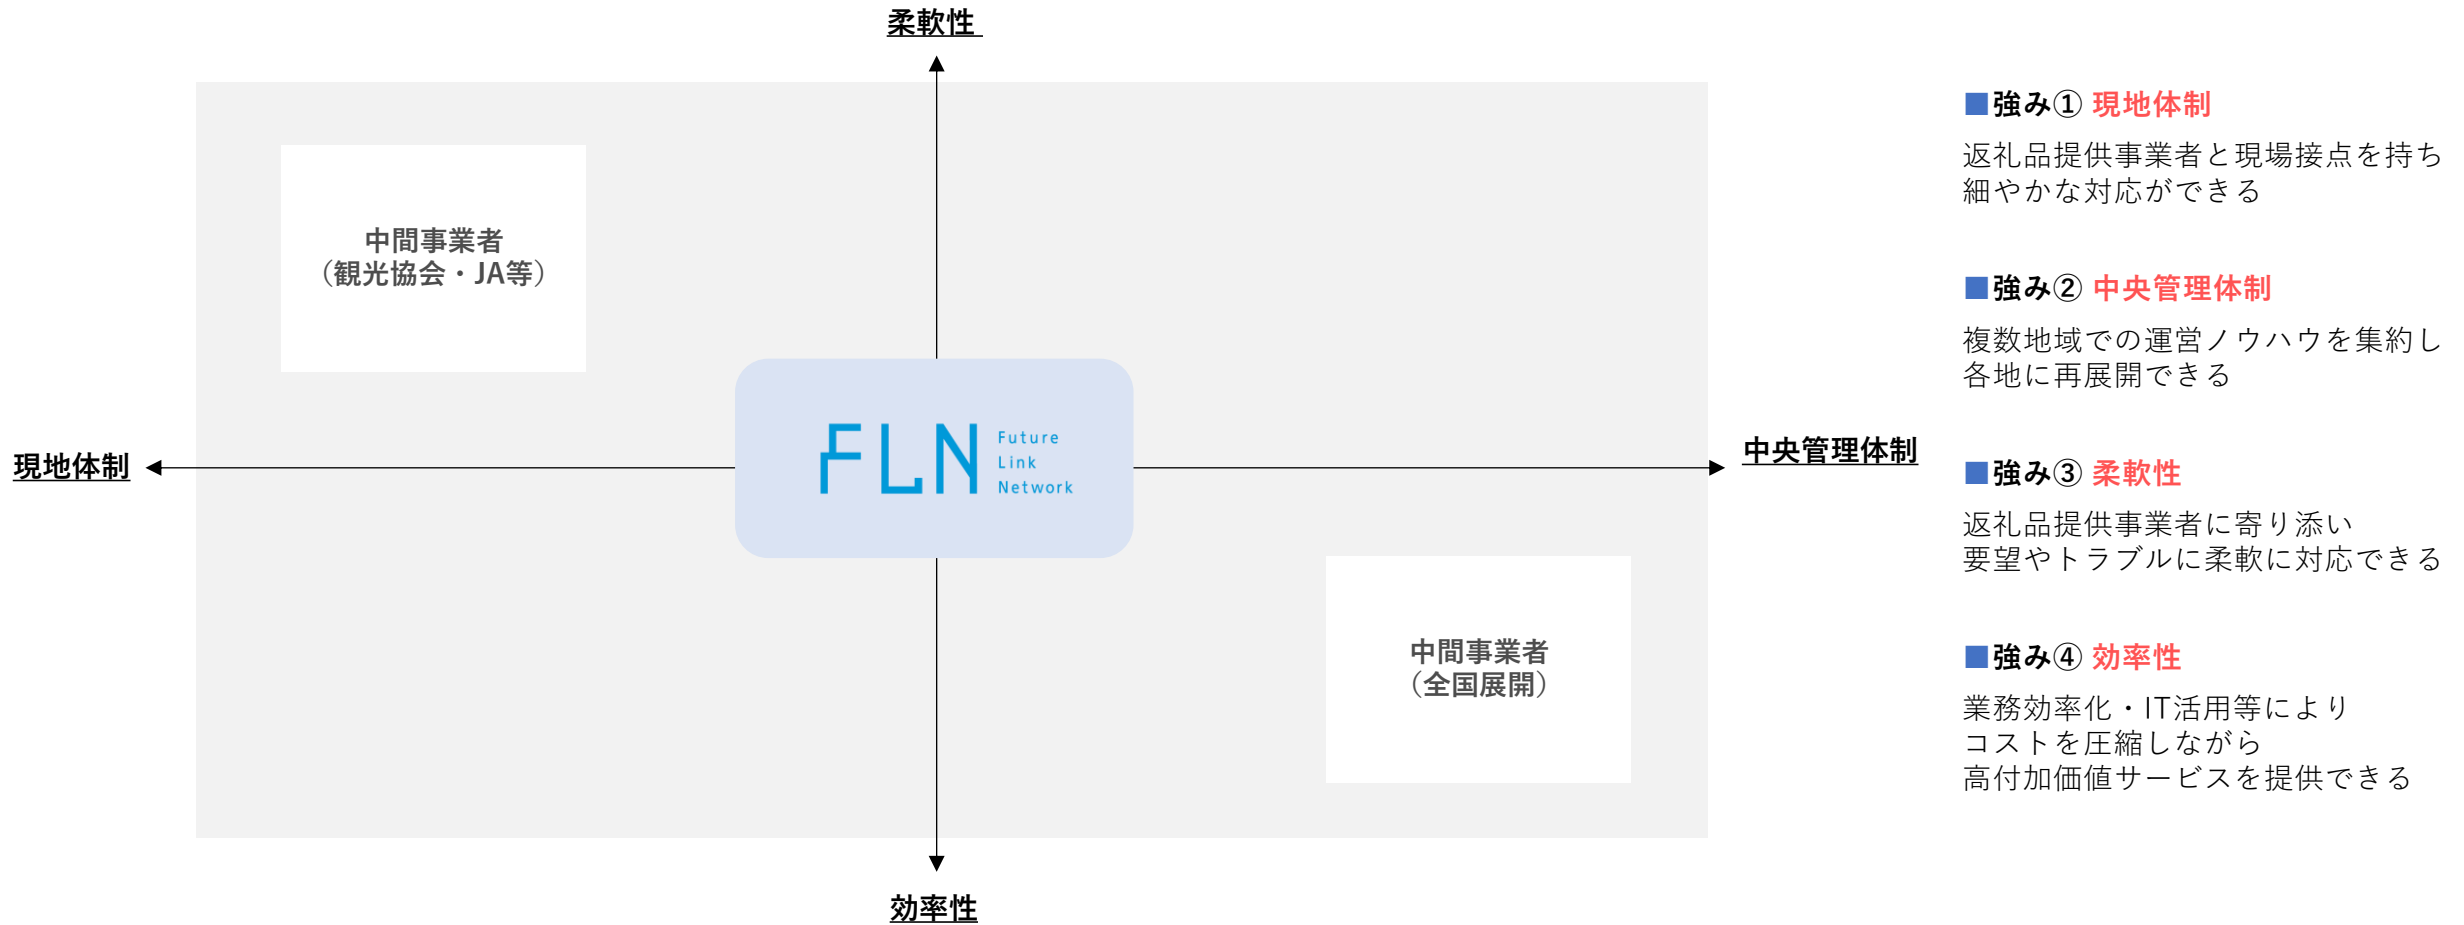 柔軟性
中間事業者
（観光協会・JA等）
FLN
Future
Link
Network
現地体制
中央管理体制
中間事業者
（全国展開）
効率性
■強み① 現地体制
返礼品提供事業者と現場接点を持ち
細やかな対応ができる
■強み② 中央管理体制
複数地域での運営ノウハウを集約し
各地に再展開できる
■強み③ 柔軟性
返礼品提供事業者に寄り添い
要望やトラブルに柔軟に対応できる
■強み④ 効率性
業務効率化・IT活用等により
コストを圧縮しながら
高付加価値サービスを提供できる